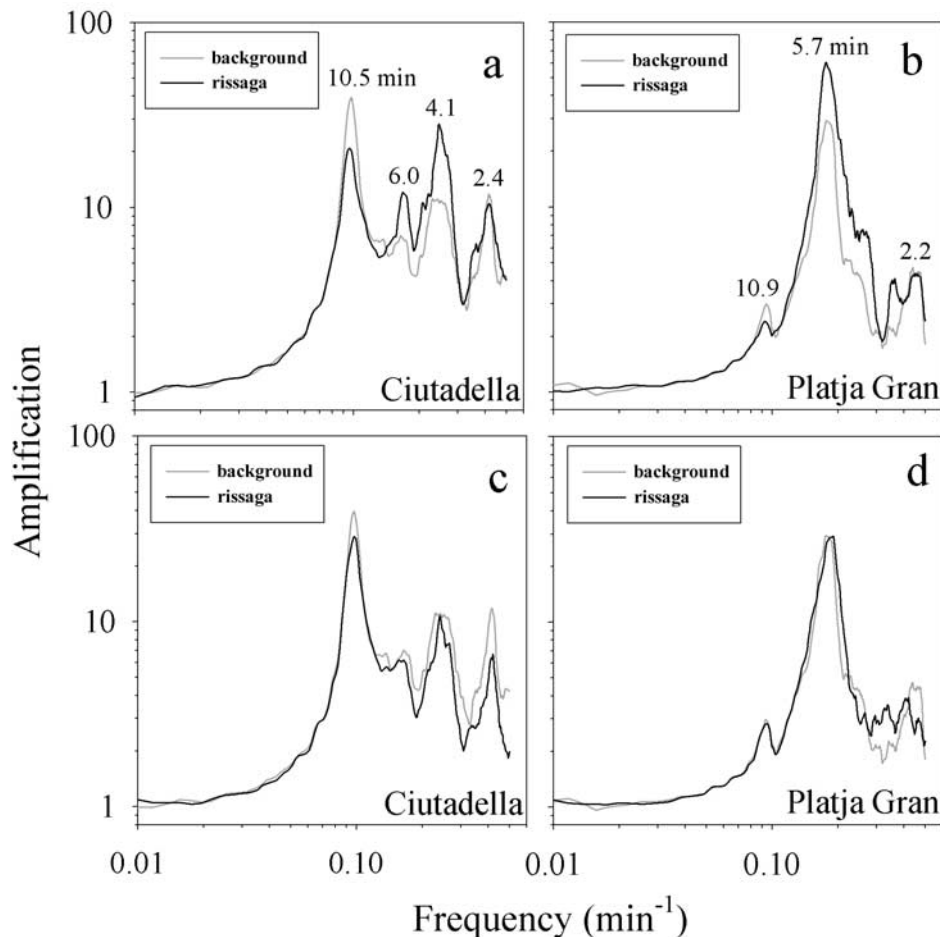 100
10
1
background
rissaga
a
10.5 min
6.0
4.1
2.4
Ciutadella
background
rissaga
b
5.7 min
10.9
2.2
Platja Gran
Amplification
100
10
1
background
rissaga
c
Ciutadella
background
rissaga
d
Platja Gran
0.01 0.10 0.01 0.10
Frequency (min⁻¹)